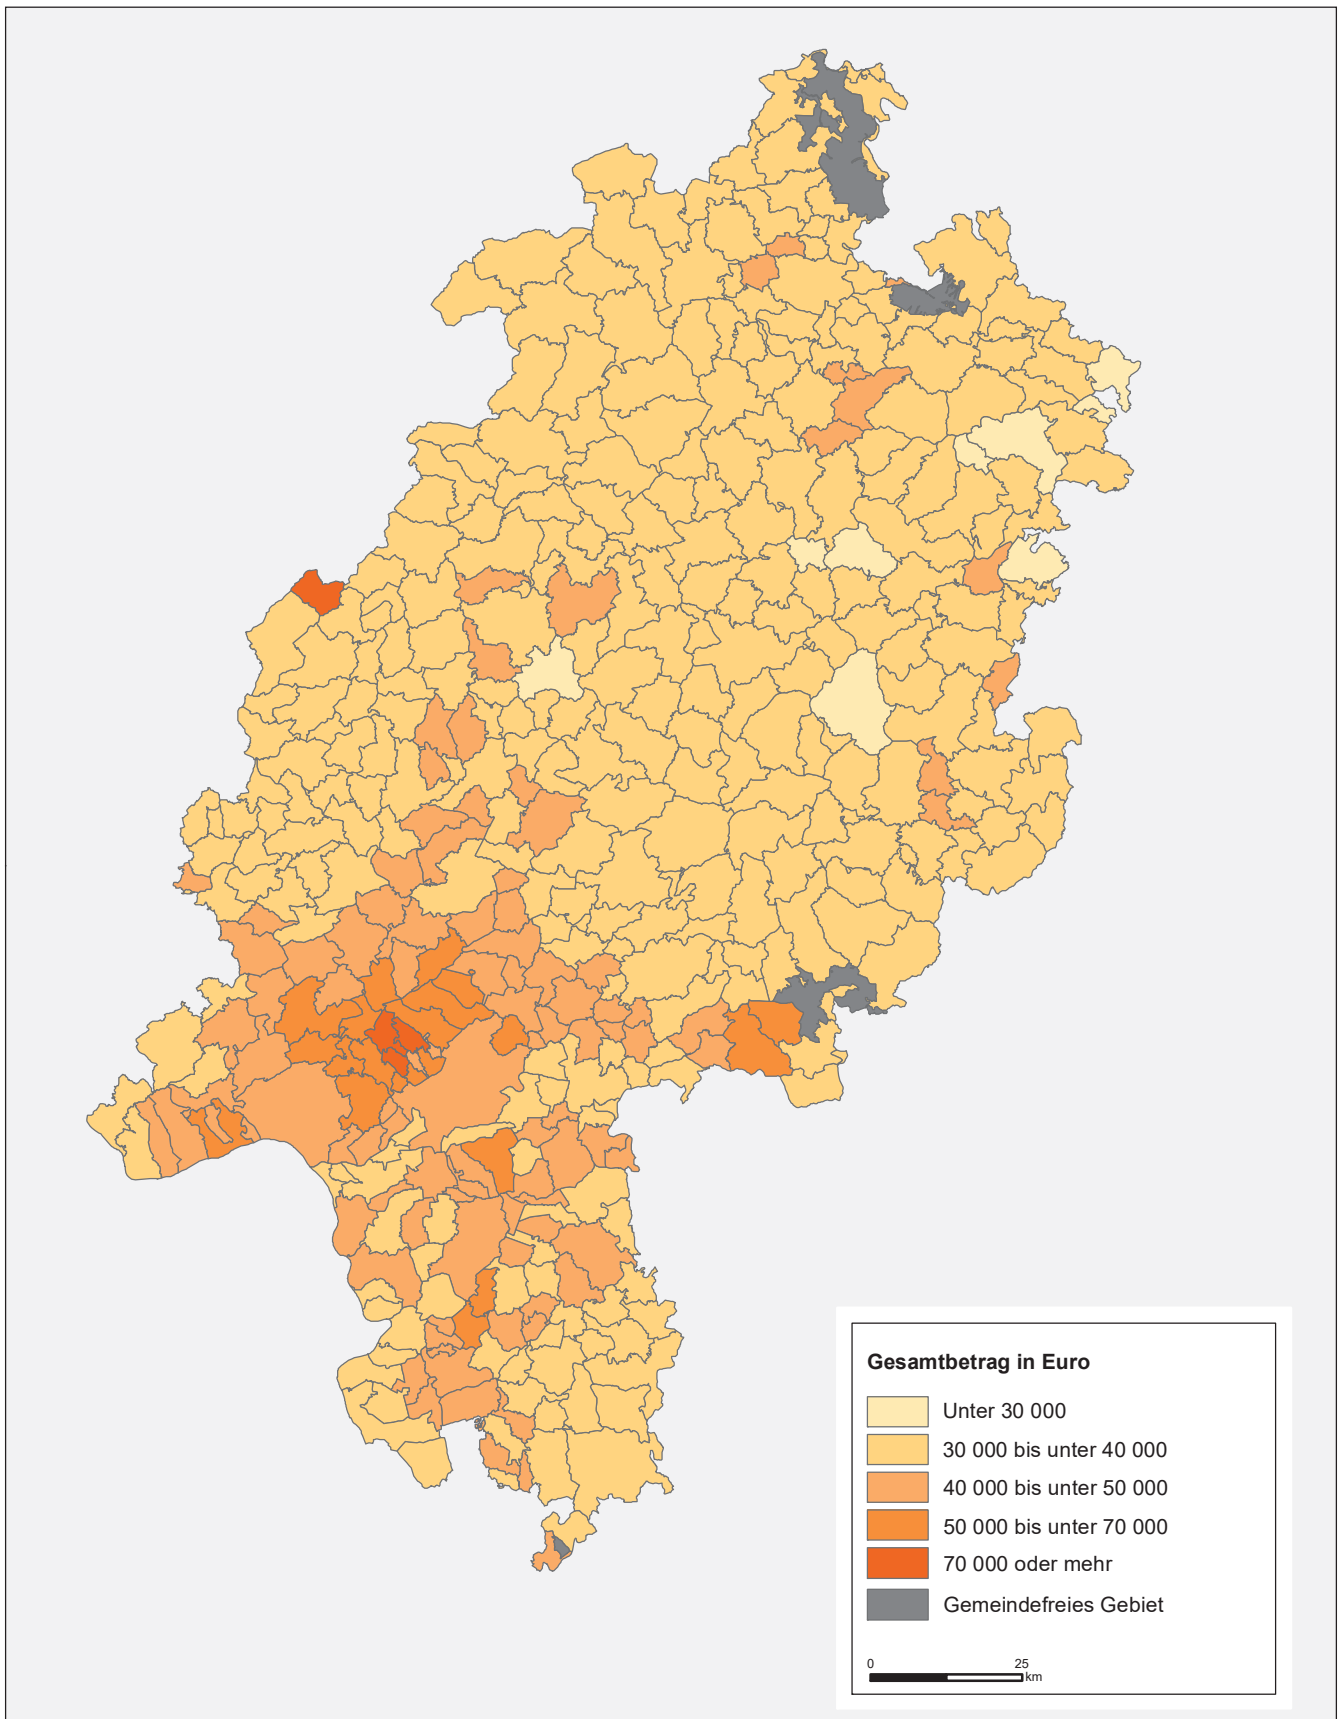 Gesamtbetrag in Euro
Unter 30 000
30 000 bis unter 40 000
40 000 bis unter 50 000
50 000 bis unter 70 000
70 000 oder mehr
Gemeindefreies Gebiet
0 25
km